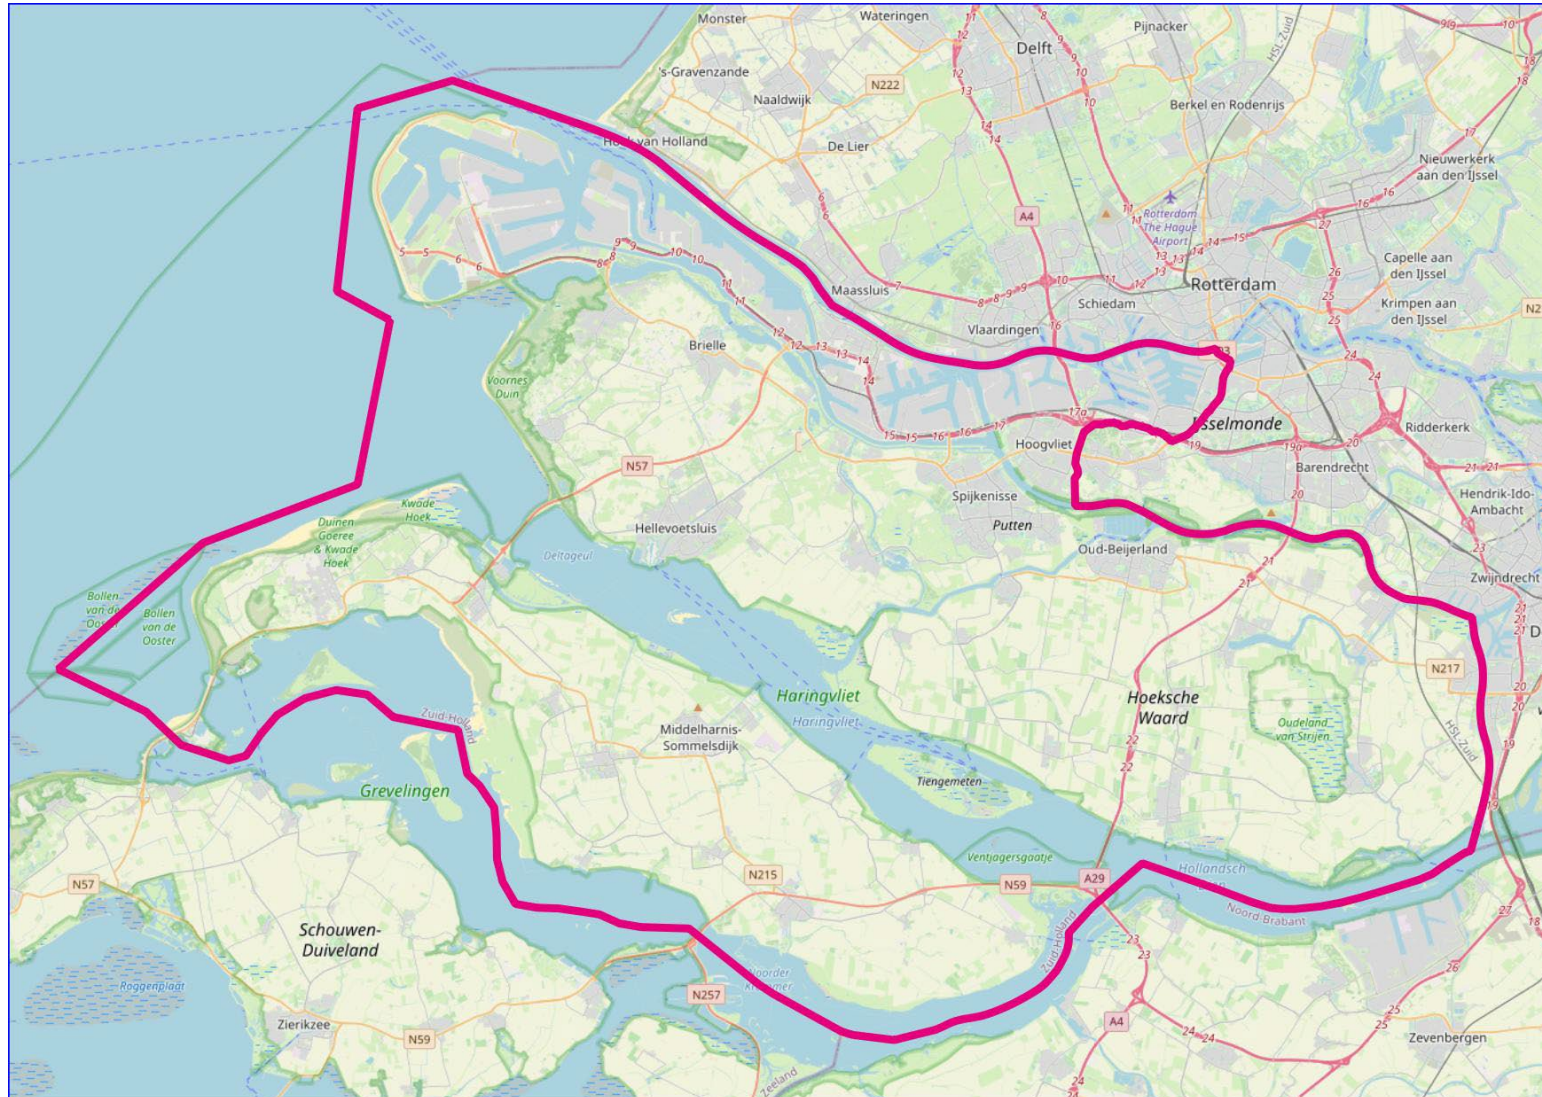 Monster
Wateringen
Delft
Pijnacker
HSL-Zuid
's-Gravenzande
N222
Naaldwijk
Berkel en Rodenrijs
De Lier
Nieuwerkerk
aan den IJssel
A4
Rotterdam
The Hague
Airport
Capelle aan
den IJssel
Maassluis
Schiedam
Rotterdam
Krimpen aan
den IJssel
Vlaardingen
Brielle
Voornes
Duin
Hoogvliet
Ridderkerk
Barendrecht
N57
Spijkenisse
Hendrik-Ido-
Ambacht
Kwade
Hoek
Duinen
Goeree
& Kwade
Hoek
Hellevoetsluis
Putten
Oud-Beijerland
Deltageul
Zwijndrecht
Bollen
van de
Bollen
van de
Ooster
N217
Haringvliet
Haringvliet
Hoeksche
Waard
Oudeland
van Strijen
Zuid-Holland
Middelharnis-
Sommelsdijk
HSL-Zuid
Grevelingen
Tiengemeten
Ventjagersgaatje
Hollandsch
N57
N215
N59
A29
Noord-Brabant
Schouwen-
Duiveland
Zuid-Holland
Roggenplaat
N257
Zierikzee
N59
A4
Zevenbergen
Zeeland